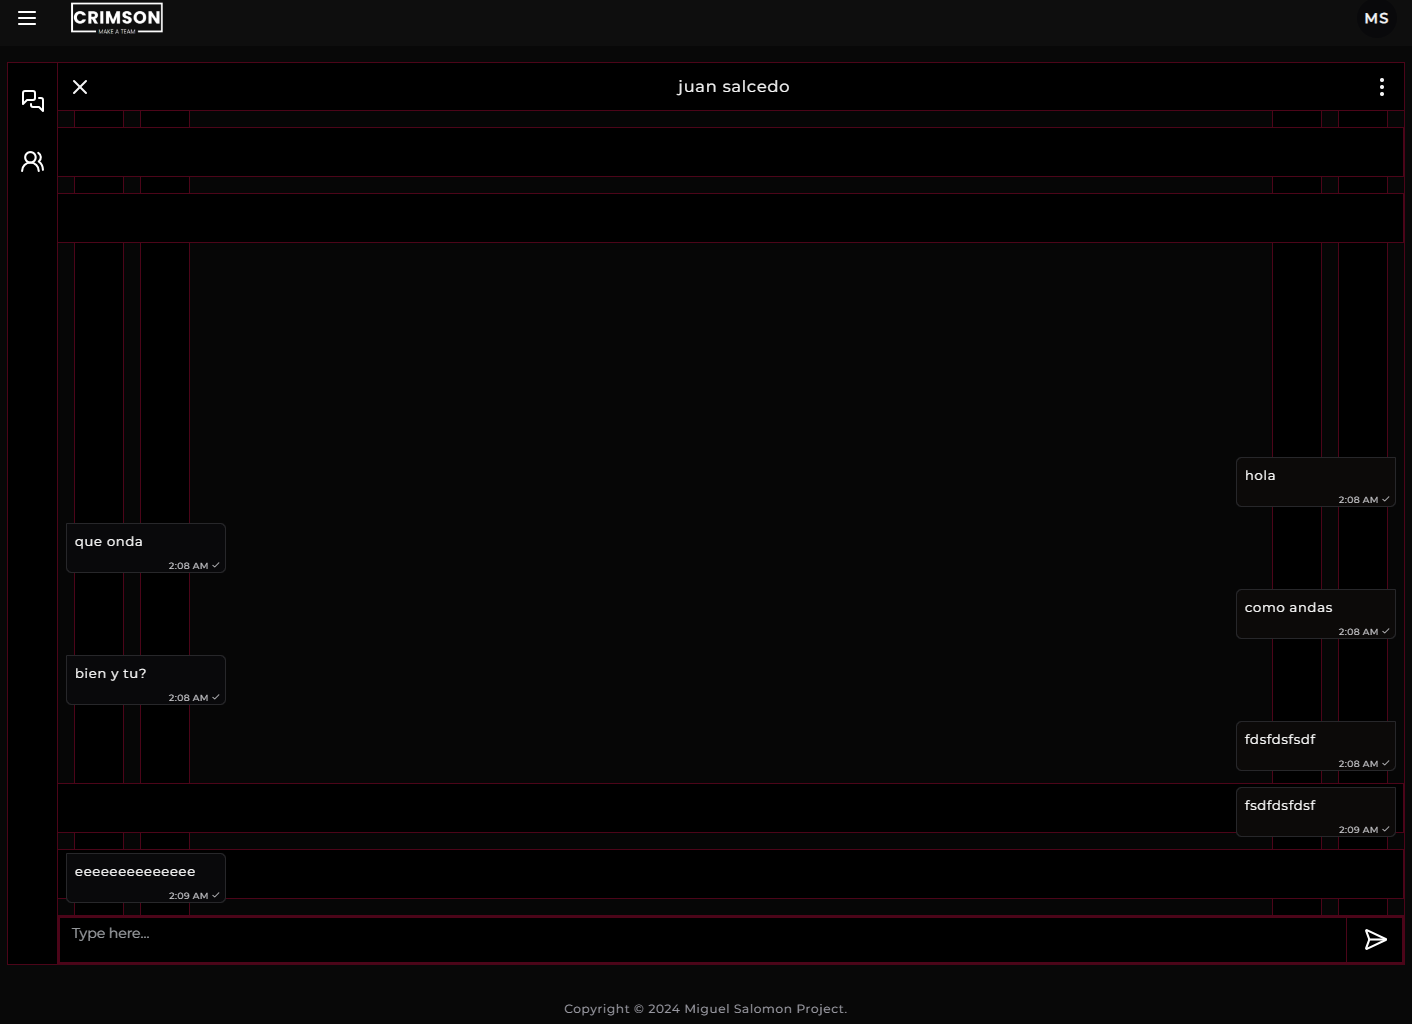 CRIMSON
MAKE A TEAM
MS
juan salcedo
hola
2:08 AM
que onda
2:08 AM
como andas
2:08 AM
bien y tu?
2:08 AM
fdsfdsfsdf
2:08 AM
fsdfdsfdsf
2:09 AM
eeeeeeeeeeeeee
2:09 AM
Type here...
Copyright © 2024 Miguel Salomon Project.